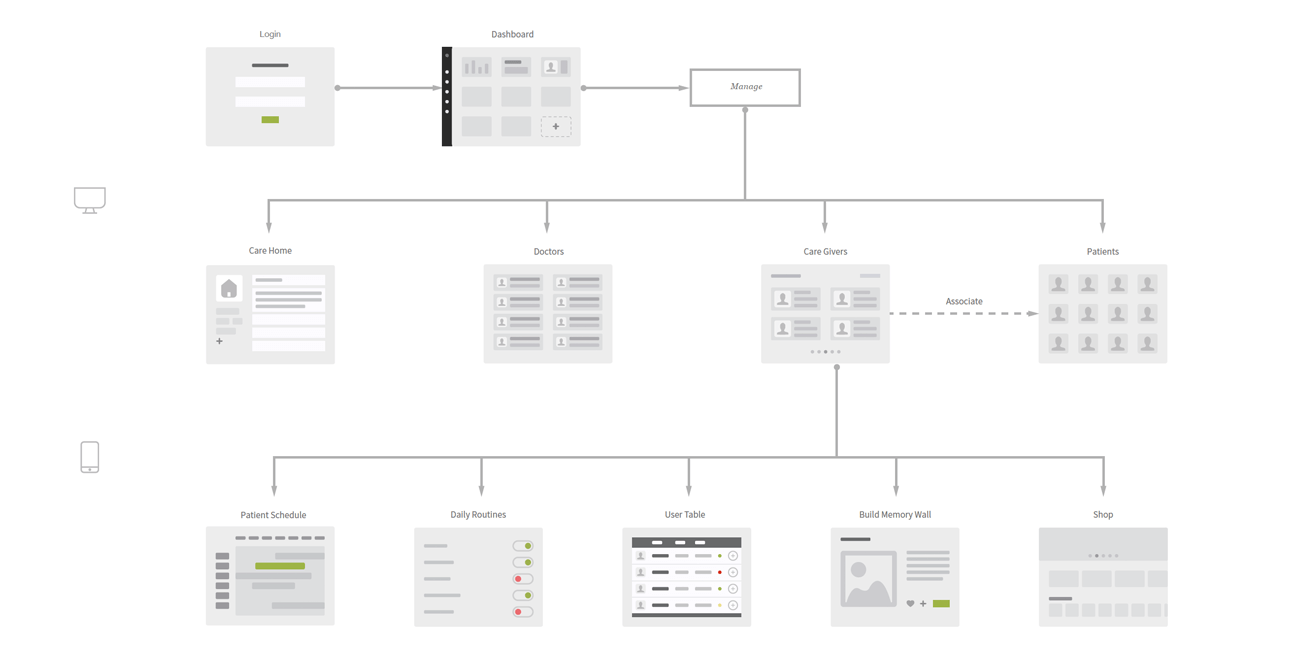 Login
Dashboard
Manage
Care Home
Doctors
Care Givers
Patients
Associate
Patient Schedule
Daily Routines
User Table
Build Memory Wall
Shop